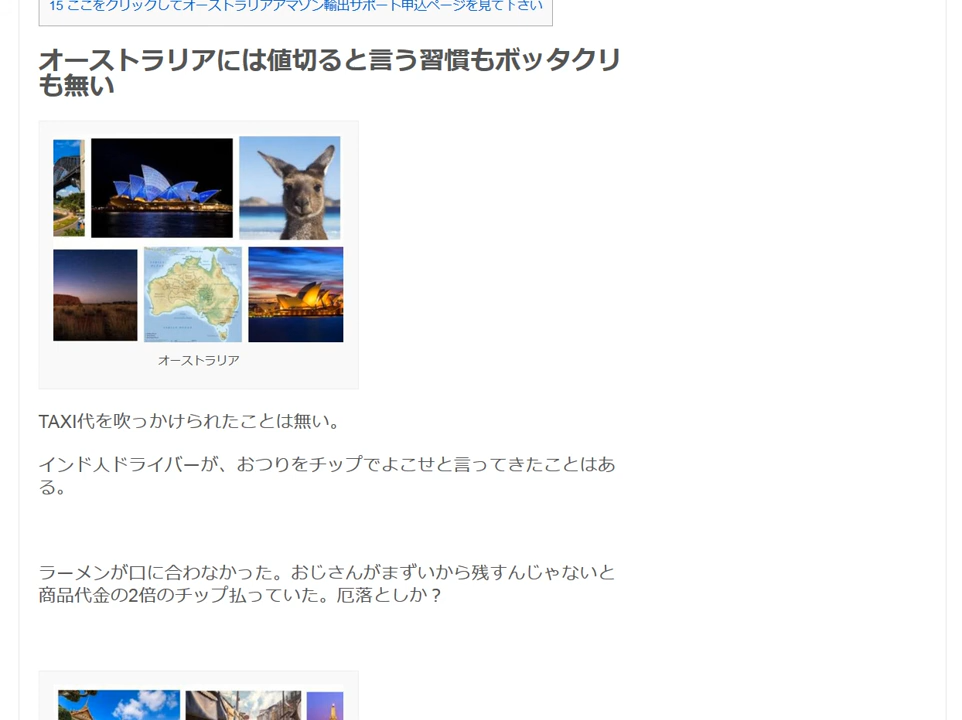 15 ここをクリックしてオーストラリアアマゾン輸出サポート申込ページを見て下さい
オーストラリアには値切ると言う習慣もボッタクリ
も無い
オーストラリア
TAXI代を吹っかけられたことは無い。
インド人ドライバーが、おつりをチップでよこせと言ってきたことはあ
る。
ラーメンが口に合わなかった。おじさんがまずいから残すんじゃないと
商品代金の2倍のチップ払っていた。厄落としか？